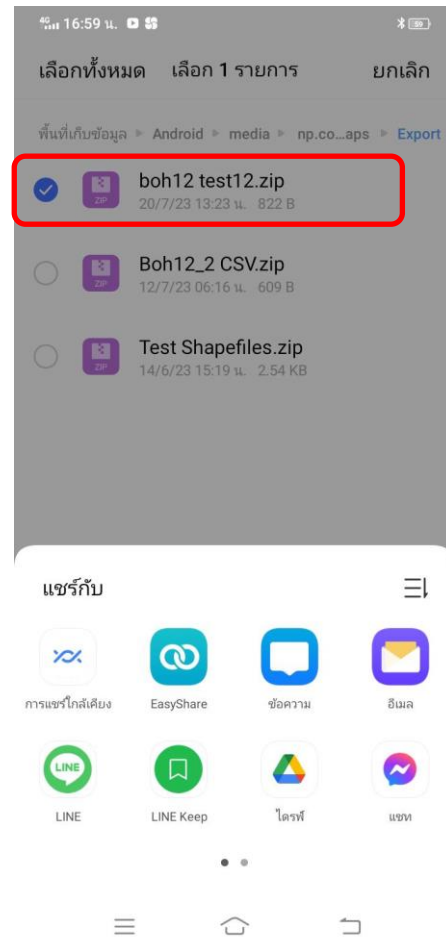 4G 16:59 น.
59
เลือกทั้งหมด เลือก 1 รายการ ยกเลิก
พื้นที่เก็บข้อมูล Android media np.co...aps Export
ZIP
boh12 test12.zip
20/7/23 13:23 น. 822 B
ZIP
Boh12_2 CSV.zip
12/7/23 06:16 น. 609 B
ZIP
Test Shapefiles.zip
14/6/23 15:19 น. 2.54 KB
แชร์กับ
การแชร์ใกล้เคียง EasyShare ข้อความ อีเมล
LINE
LINE LINE Keep ไดรฟ์ แชท